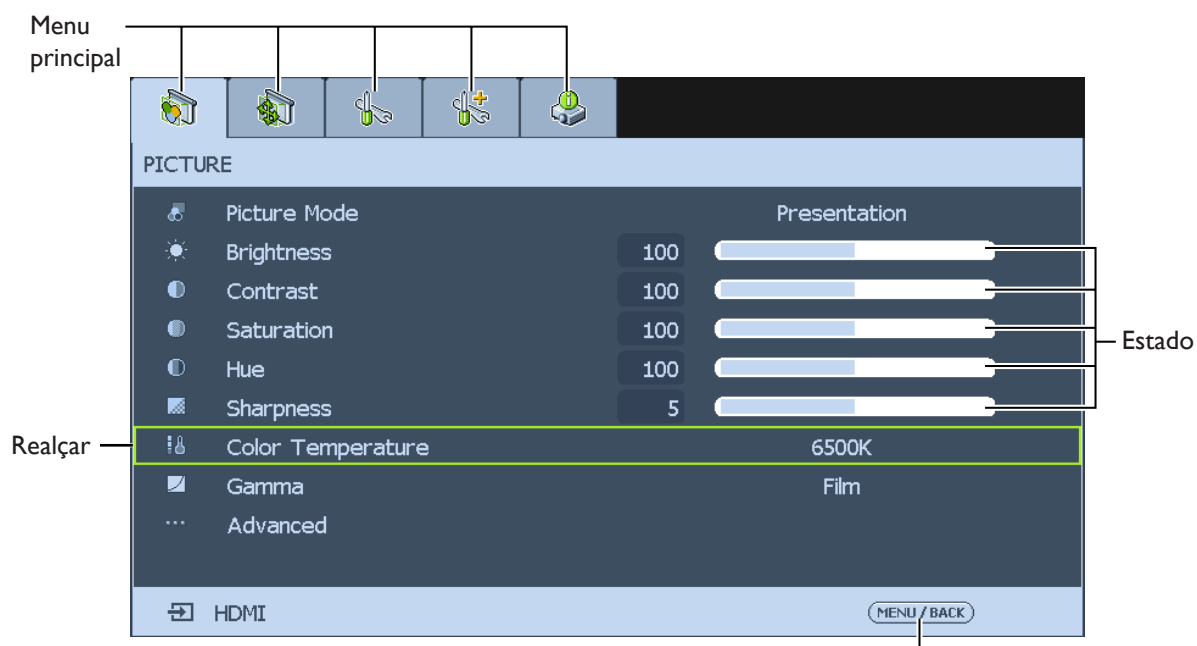 Menu
principal
PICTURE
Picture Mode Presentation
Brightness 100
Contrast 100
Saturation 100
Hue 100
Sharpness 5
Estado
Realçar
Color Temperature 6500K
Gamma Film
... Advanced
HDMI MENU / BACK